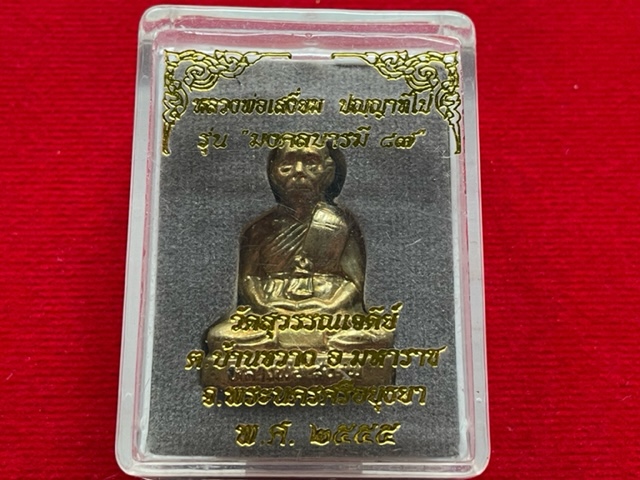 หลวงพ่อเสงี่ยม ปญฺญาทีโป
รุ่น "มงคลบารมี ๘๗"
วัดสุวรรณเจดีย์
ต.บ้านขวาง อ.มหาราช
จ.พระนครศรีอยุธยา
พ.ศ. ๒๕๕๕